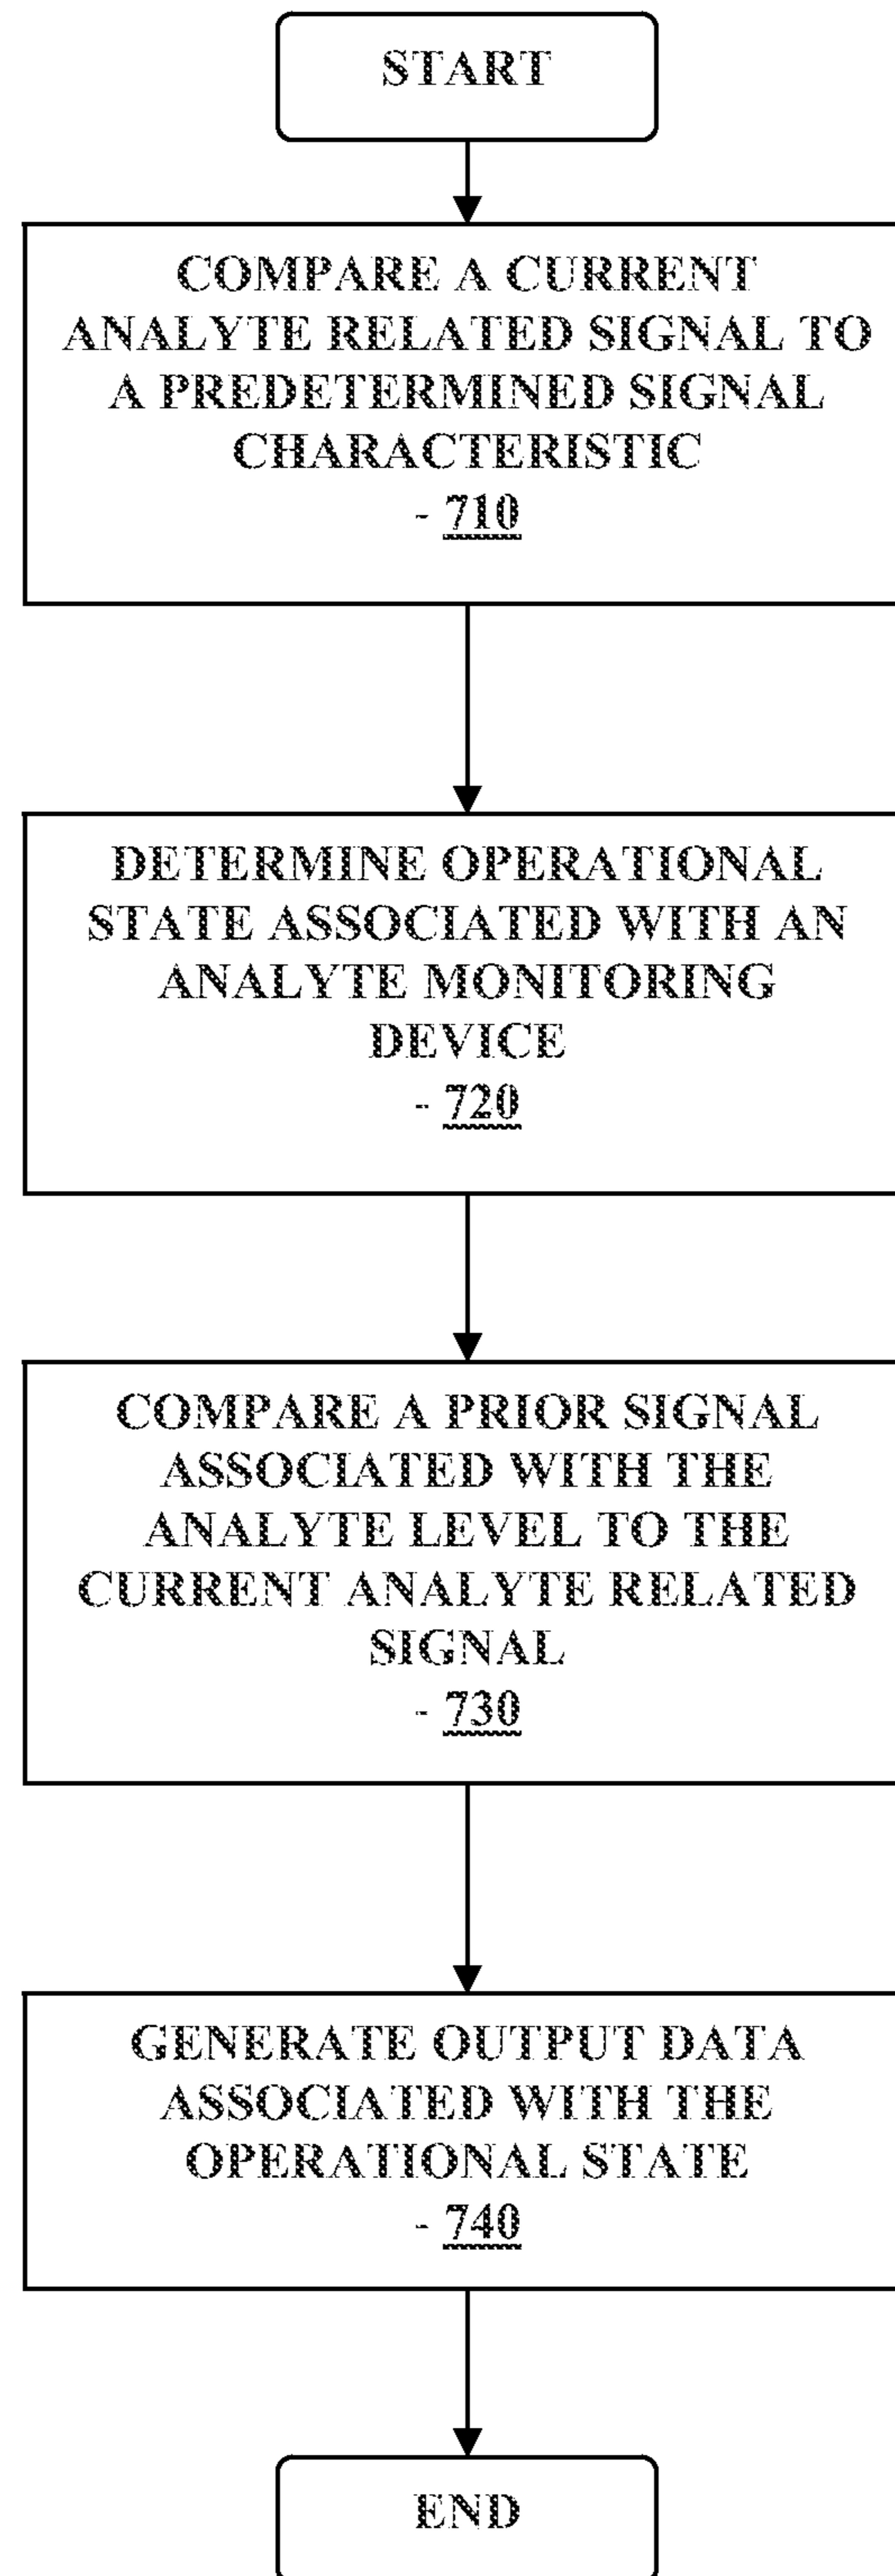 START
COMPARE A CURRENT
ANALYTE RELATED SIGNAL TO
A PREDETERMINED SIGNAL
CHARACTERISTIC
- 710
DETERMINE OPERATIONAL
STATE ASSOCIATED WITH AN
ANALYTE MONITORING
DEVICE
- 720
COMPARE A PRIOR SIGNAL
ASSOCIATED WITH THE
ANALYTE LEVEL TO THE
CURRENT ANALYTE RELATED
SIGNAL
- 730
GENERATE OUTPUT DATA
ASSOCIATED WITH THE
OPERATIONAL STATE
- 740
END